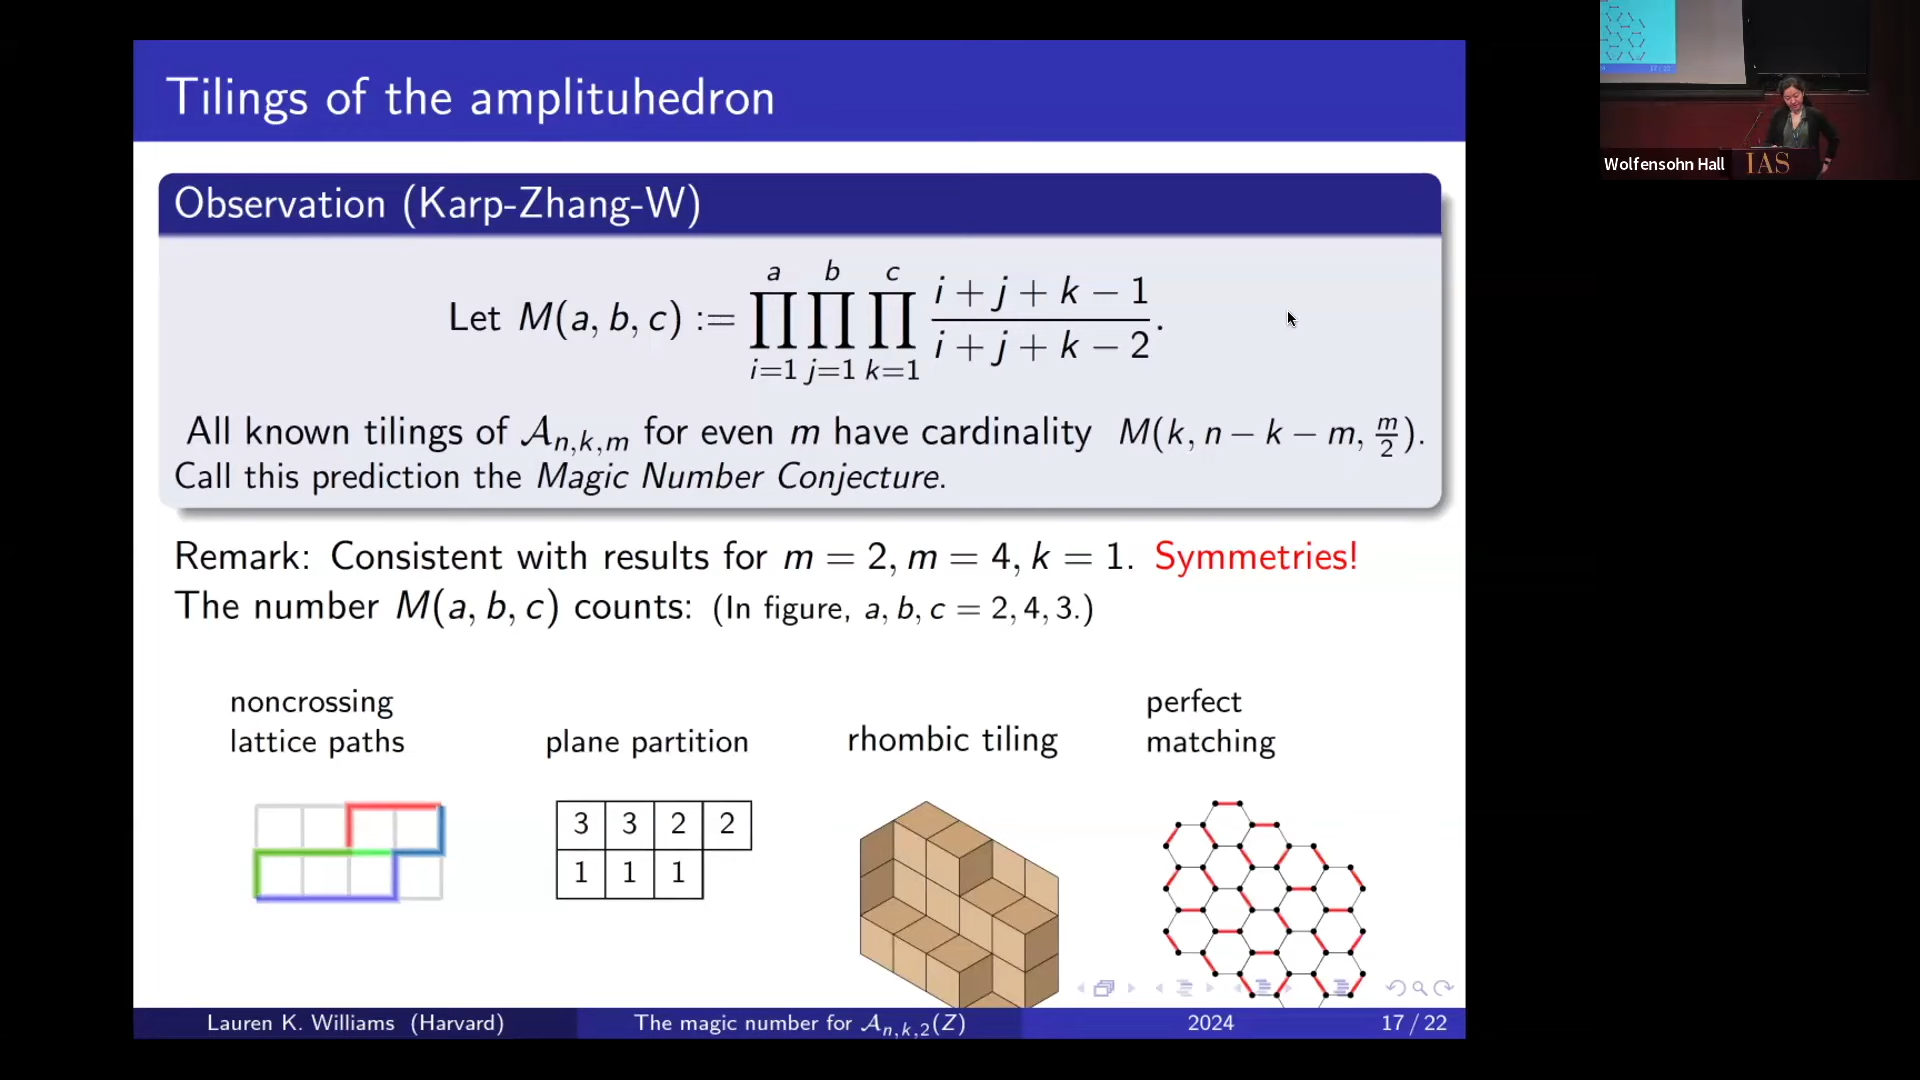 Tilings of the amplituhedron
Observation (Karp-Zhang-W)
a b c
Let M(a, b, c) := ∏ ∏ ∏ (i + j + k − 1)/(i + j + k − 2).
i=1 j=1 k=1
All known tilings of 𝒜n,k,m for even m have cardinality M(k, n − k − m, m/2).
Call this prediction the Magic Number Conjecture.
Remark: Consistent with results for m = 2, m = 4, k = 1. Symmetries!
The number M(a, b, c) counts: (In figure, a, b, c = 2, 4, 3.)
noncrossing
lattice paths
plane partition
rhombic tiling
perfect
matching
3 3 2 2
1 1 1
Lauren K. Williams (Harvard)
The magic number for 𝒜n,k,2(Z)
2024
17 / 22
Wolfensohn Hall
IAS